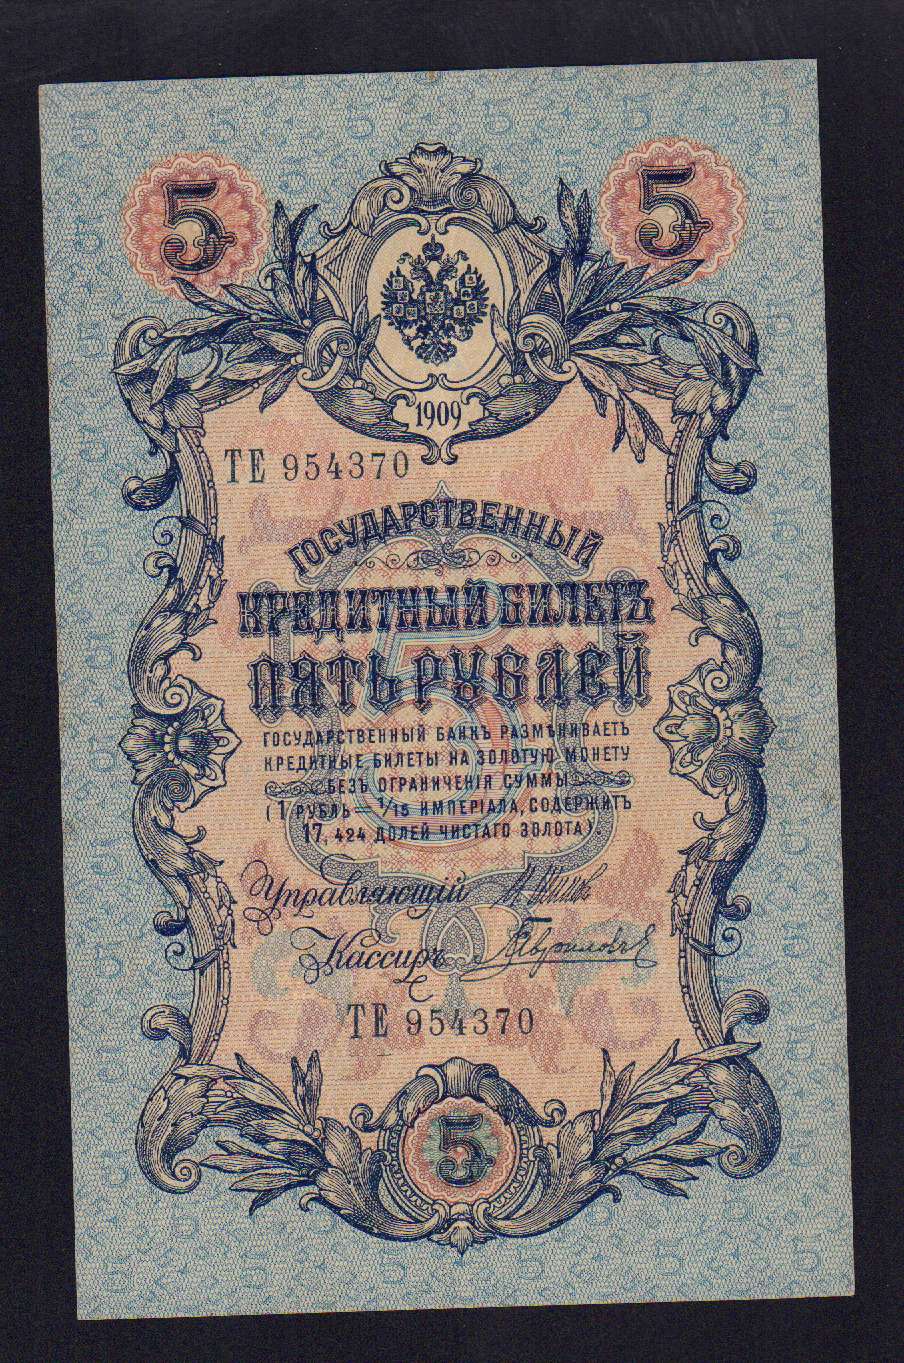 5 5
1909
ТЕ 954370
ГОСУДАРСТВЕННЫЙ
КРЕДИТНЫЙ БИЛЕТЪ
ПЯТЬ РУБЛЕЙ
ГОСУДАРСТВЕННЫЙ БАНКЪ РАЗМѢНИВАЕТЪ
КРЕДИТНЫЕ БИЛЕТЫ НА ЗОЛОТУЮ МОНЕТУ
БЕЗЪ ОГРАНИЧЕНІЯ СУММЫ
(1 РУБЛЬ = 1/15 ИМПЕРІАЛА, СОДЕРЖИТЪ
17,424 ДОЛЕЙ ЧИСТАГО ЗОЛОТА).
Управляющій
Кассиръ
ТЕ 954370
5